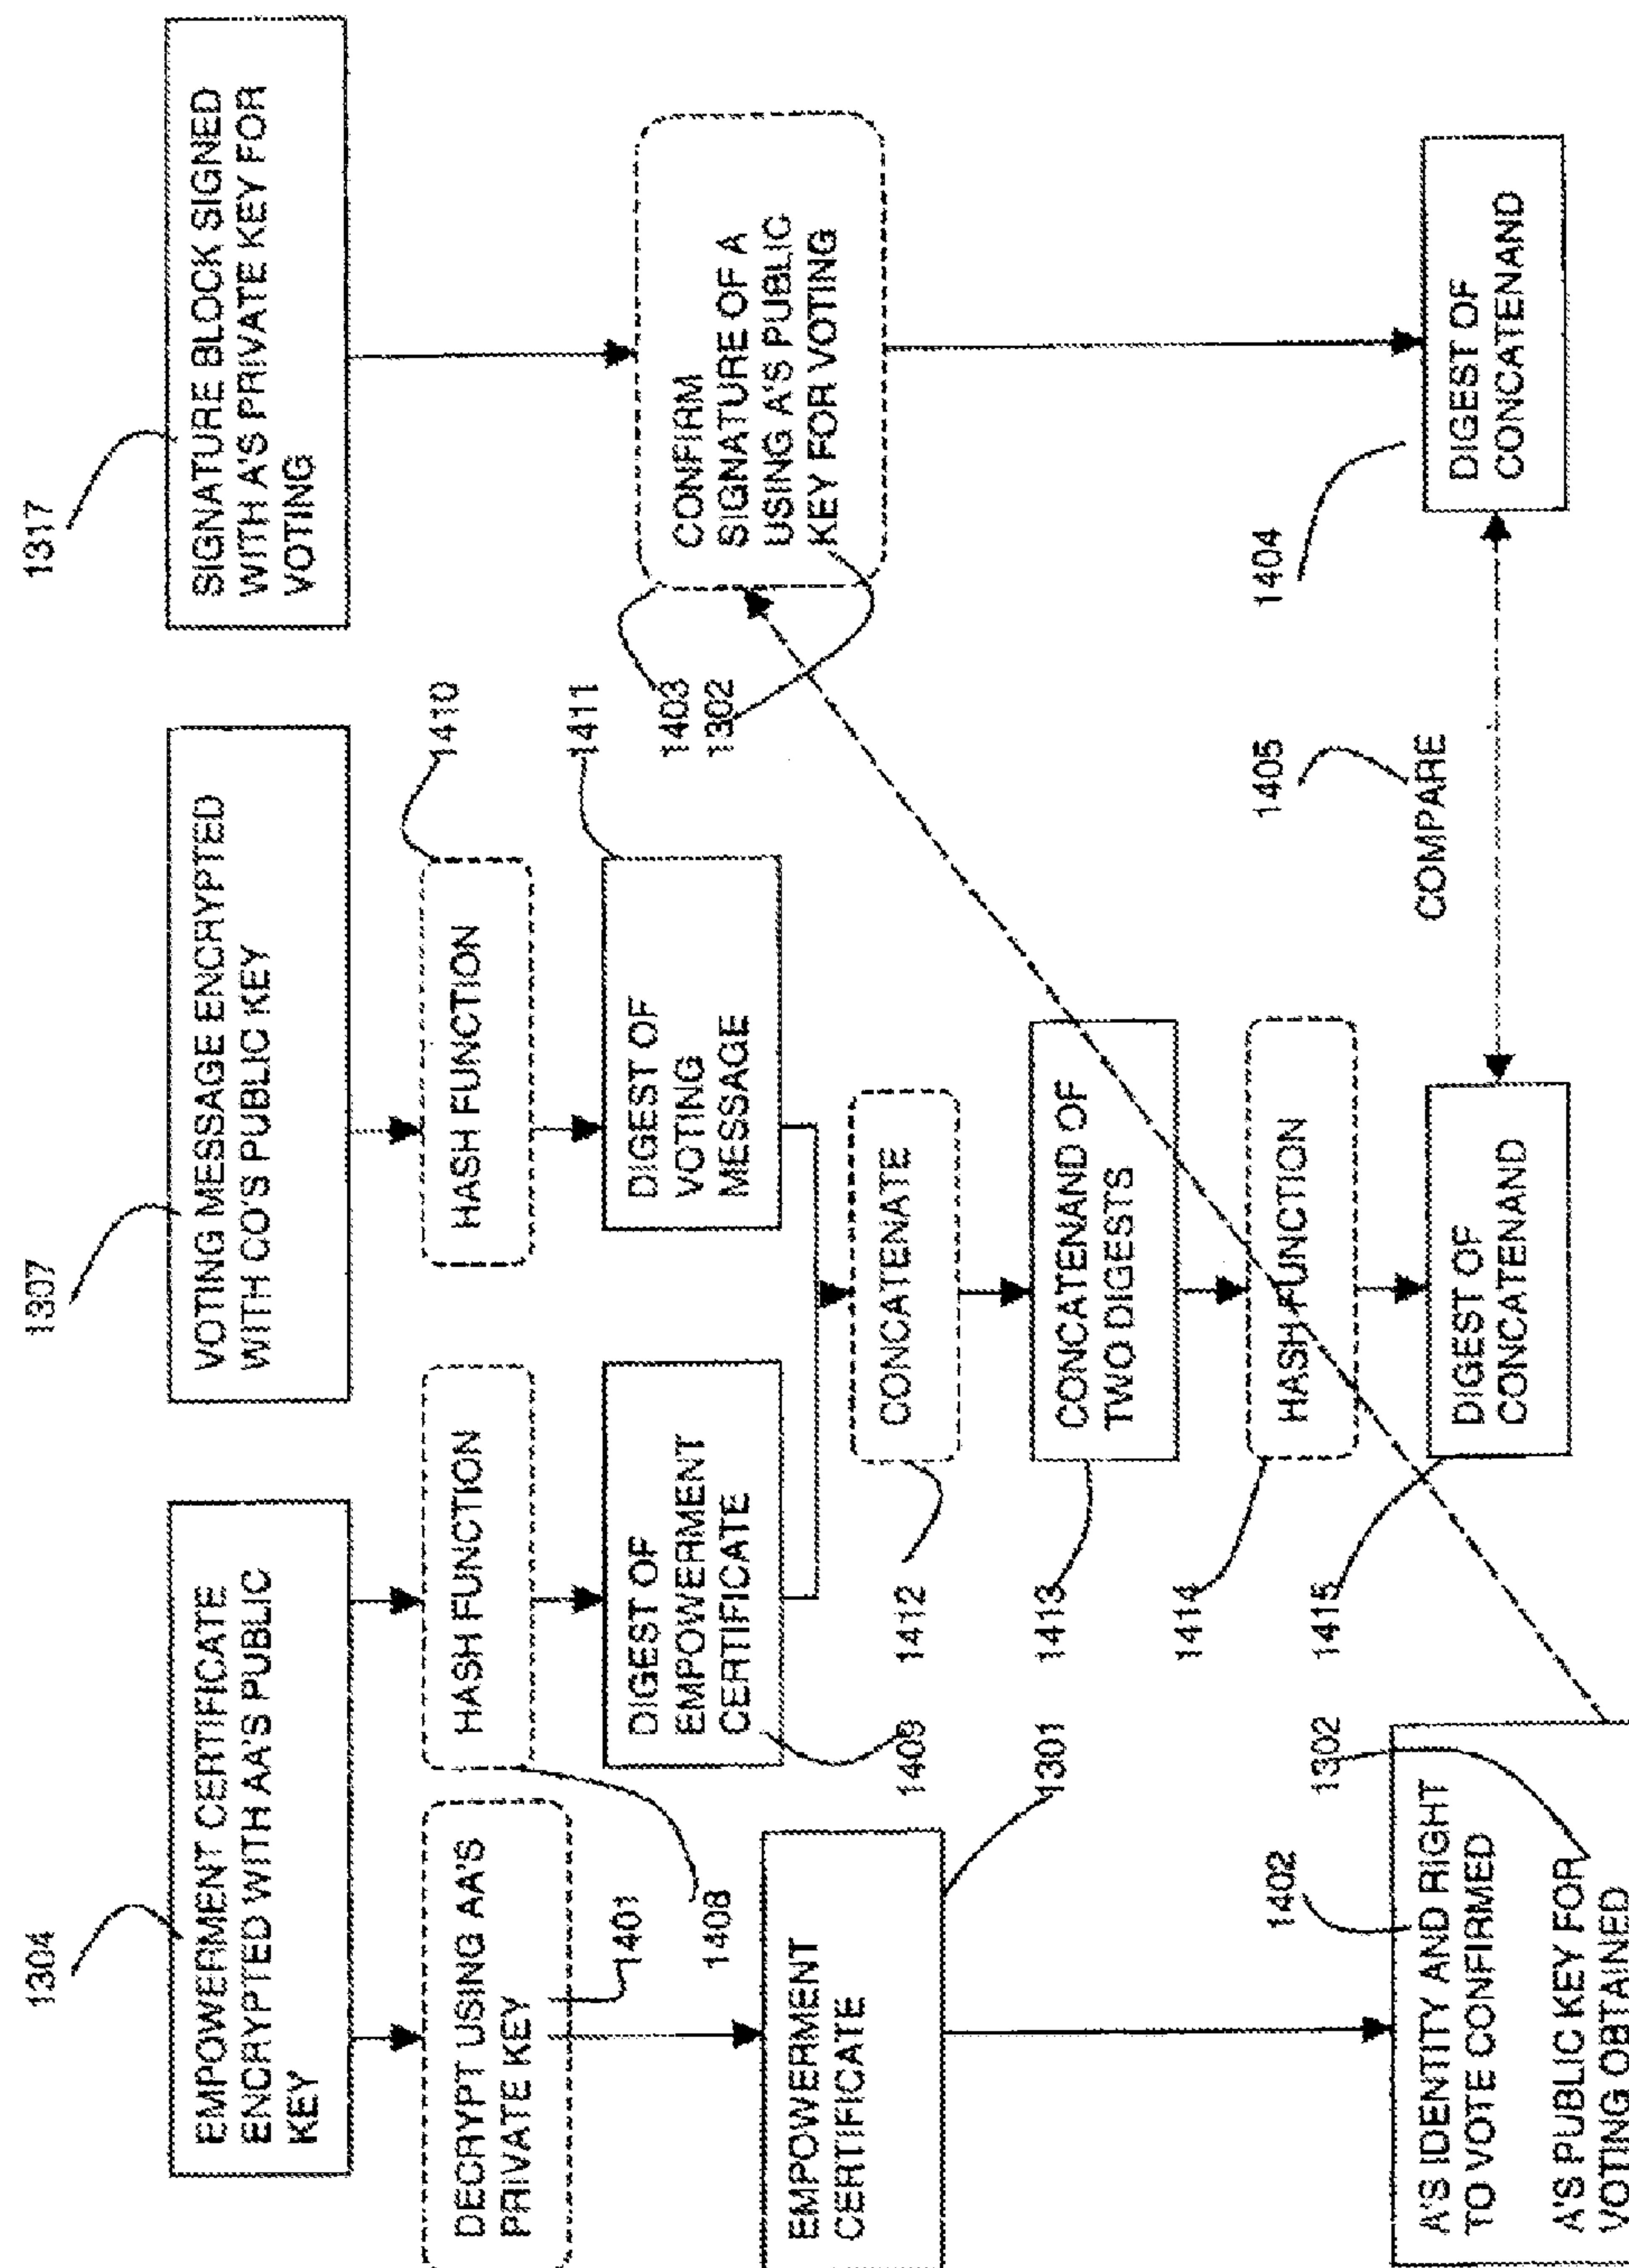 1304
EMPOWERMENT CERTIFICATE
ENCRYPTED WITH AA'S PUBLIC
KEY
1307
VOTING MESSAGE ENCRYPTED
WITH CO'S PUBLIC KEY
1317
SIGNATURE BLOCK SIGNED
WITH A'S PRIVATE KEY FOR
VOTING
DECRYPT USING AA'S
PRIVATE KEY
1401
HASH FUNCTION
1408
HASH FUNCTION
1410
EMPOWERMENT
CERTIFICATE
1301
DIGEST OF
EMPOWERMENT
CERTIFICATE
1409
DIGEST OF
VOTING
MESSAGE
1411
1403
1302
CONFIRM
SIGNATURE OF A
USING A'S PUBLIC
KEY FOR VOTING
CONCATENATE
1412
CONCATENAND OF
TWO DIGESTS
1413
HASH FUNCTION
1414
1402
A'S IDENTITY AND RIGHT
TO VOTE CONFIRMED
A'S PUBLIC KEY FOR
VOTING OBTAINED
1302
1415
DIGEST OF
CONCATENAND
1405
COMPARE
1404
DIGEST OF
CONCATENAND